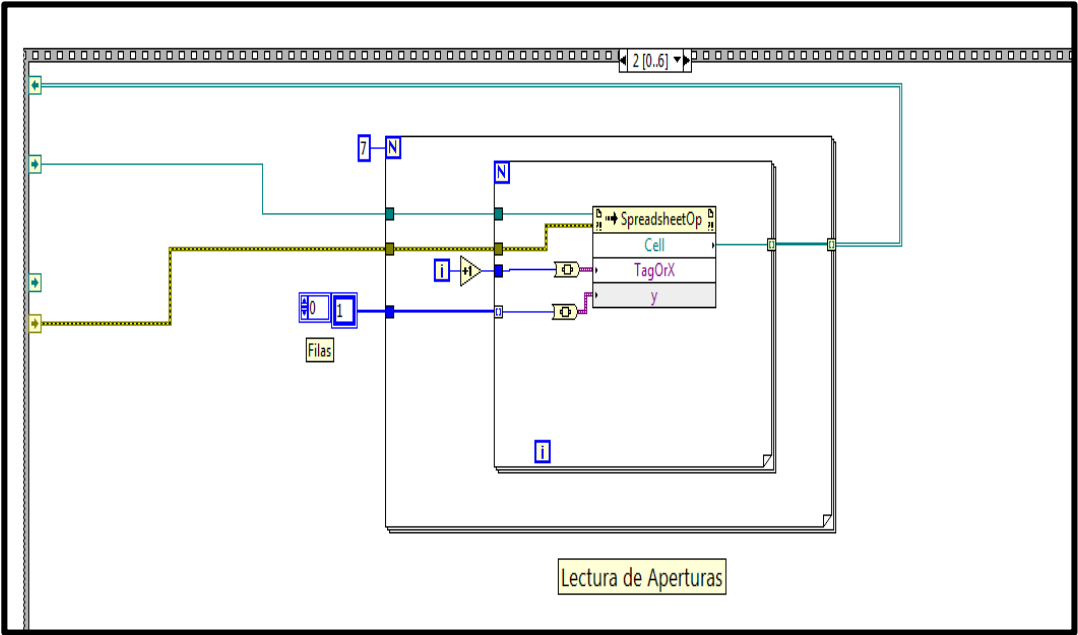 2 [0..6]
7 N
N
SpreadsheetOp
Cell
i +1
TagOrX
y
0 1
Filas
i
Lectura de Aperturas